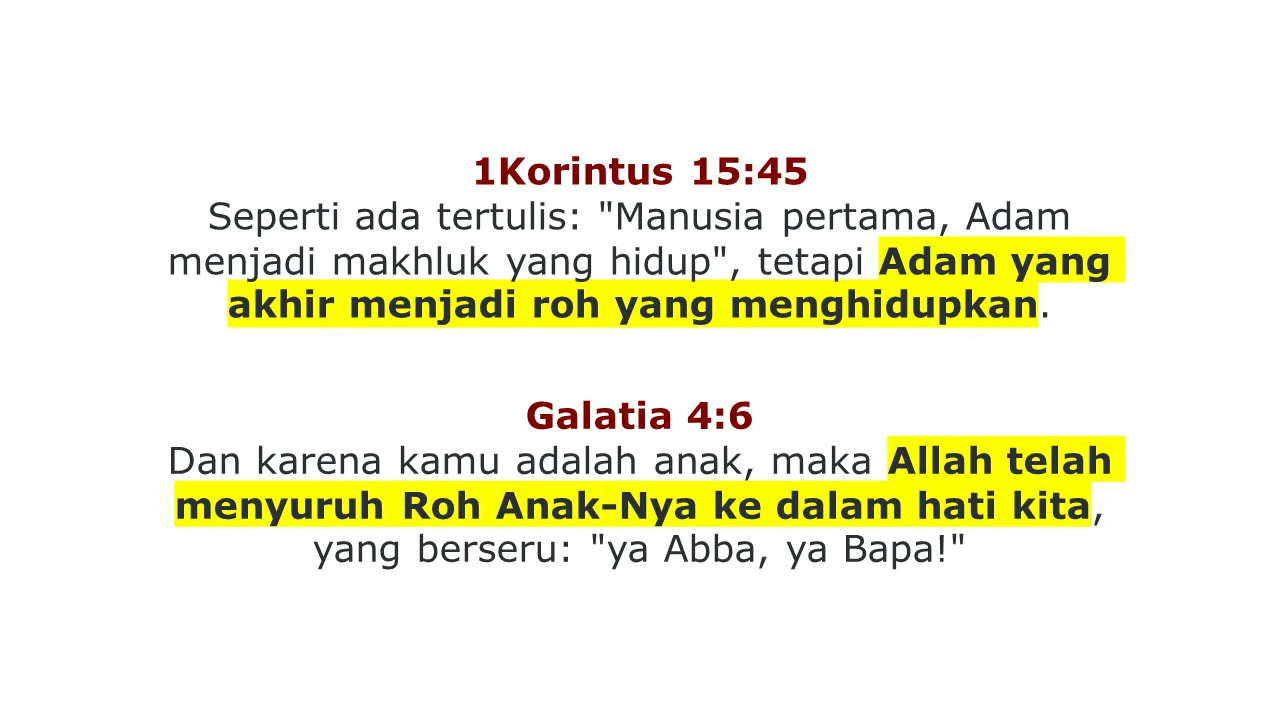 1Korintus 15:45
Seperti ada tertulis: "Manusia pertama, Adam
menjadi makhluk yang hidup", tetapi Adam yang
akhir menjadi roh yang menghidupkan.
Galatia 4:6
Dan karena kamu adalah anak, maka Allah telah
menyuruh Roh Anak-Nya ke dalam hati kita,
yang berseru: "ya Abba, ya Bapa!"